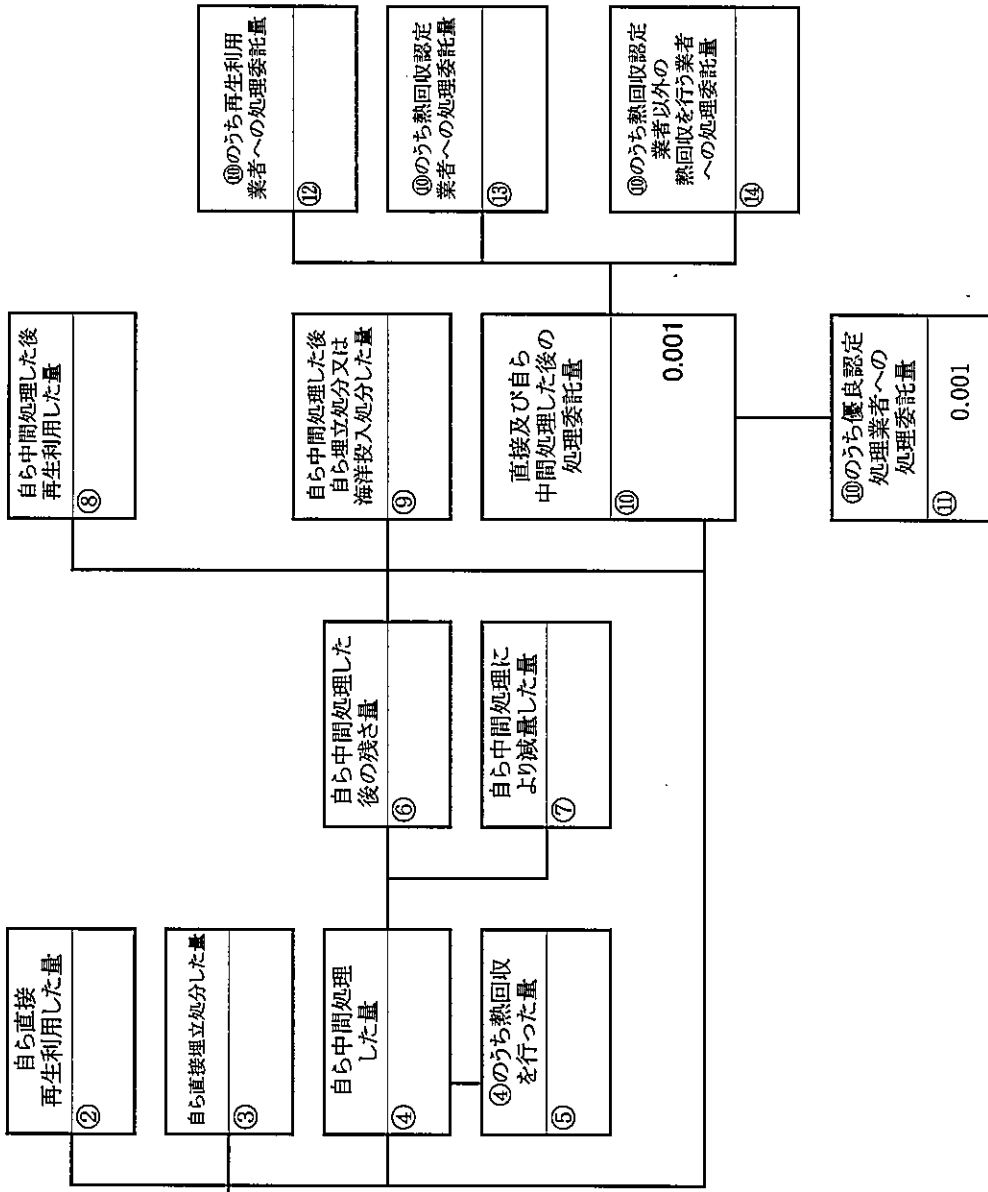 自ら直接
再生利用した量
②
自ら直接埋立処分した量
③
自ら中間処理
した量
④
④のうち熱回収
を行った量
⑤
自ら中間処理した
後の残さ量
⑥
自ら中間処理に
より減量した量
⑦
自ら中間処理した後
再生利用した量
⑧
自ら中間処理した後
自ら埋立処分又は
海洋投入処分した量
⑨
直接及び自ら
中間処理した後の
処理委託量
⑩
0.001
⑩のうち優良認定
処理業者への
処理委託量
⑪
0.001
⑩のうち再生利用
業者への処理委託量
⑫
⑩のうち熱回収認定
業者への処理委託量
⑬
⑩のうち熱回収認定
業者以外の
熱回収を行う業者
への処理委託量
⑭